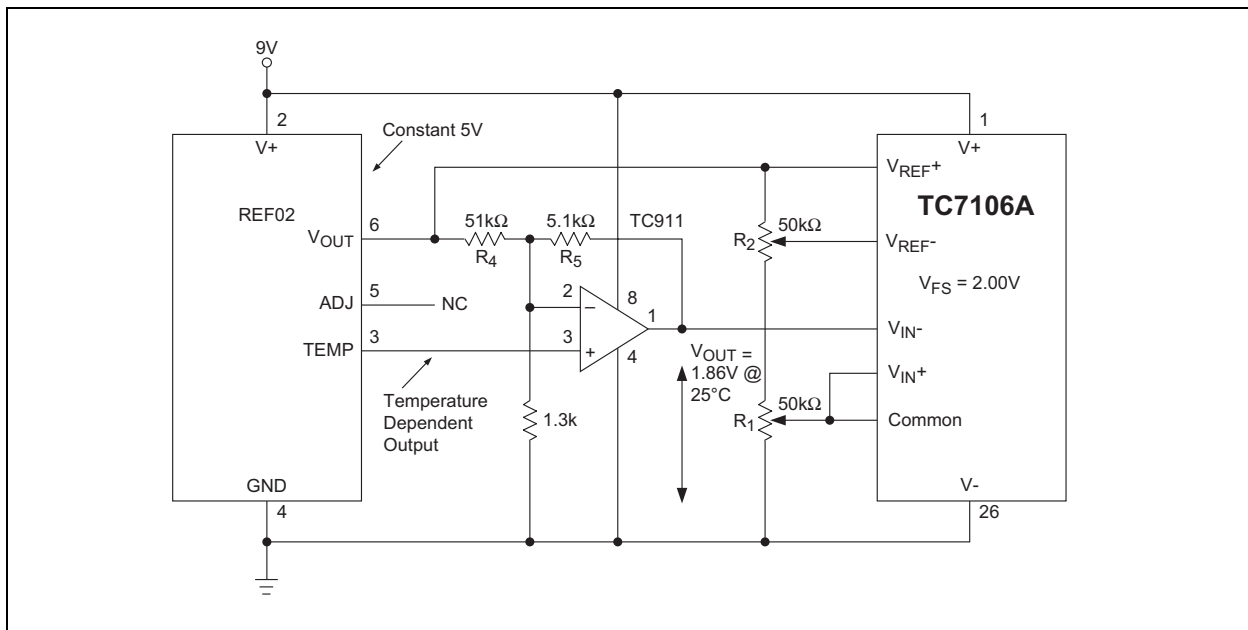 9V
2
V+
Constant 5V
REF02
VOUT
6
51kΩ
R4
5.1kΩ
R5
TC911
ADJ
5
NC
TEMP
3
2
–
3
+
8
1
4
VOUT =
1.86V @
25°C
Temperature
Dependent
Output
1.3k
GND
4
50kΩ
R2
50kΩ
R1
1
V+
VREF+
TC7106A
VREF-
VFS = 2.00V
VIN-
VIN+
Common
V-
26